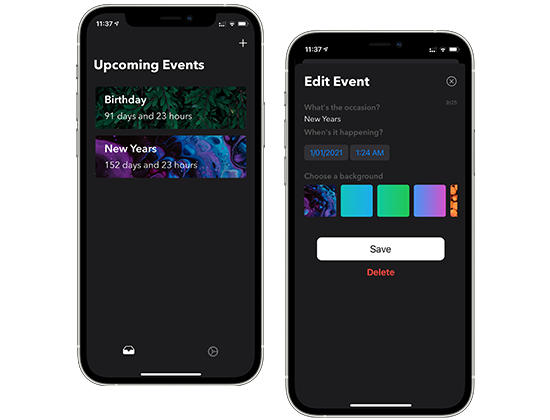 11:37
Upcoming Events
Birthday
91 days and 23 hours
New Years
152 days and 23 hours
11:37
Edit Event
What's the occasion?
New Years
When's it happening?
1/01/2021
1:24 AM
Choose a background
Save
Delete